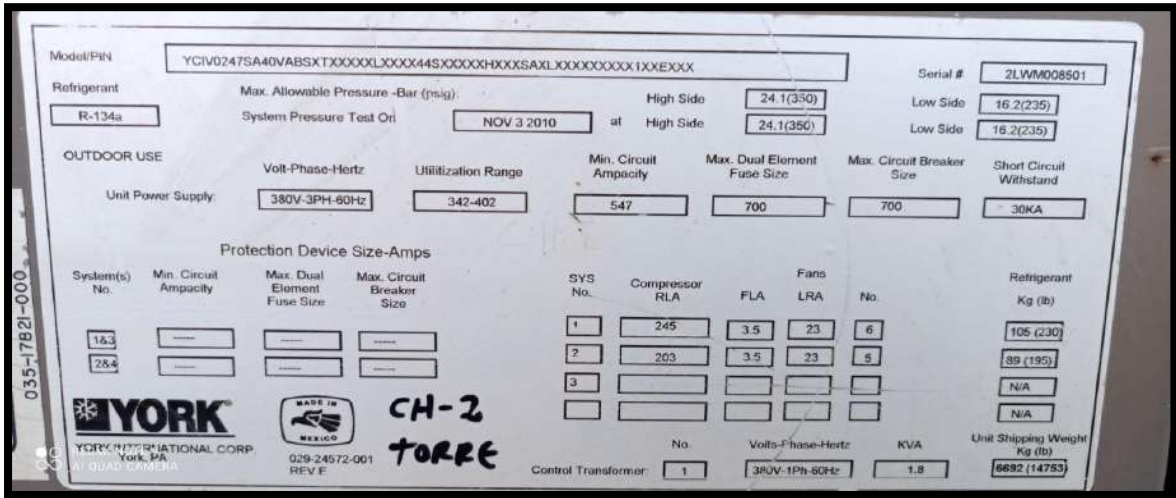 Model/PIN YCIV0247SA40VABSXTXXXXXLXXXX44SXXXXXHXXXSAXLXXXXXXXXX1XXEXXX Serial # 2LWM008501
Refrigerant Max. Allowable Pressure -Bar (psig): High Side 24.1(350) Low Side 16.2(235)
R-134a System Pressure Test On NOV 3 2010 at High Side 24.1(350) Low Side 16.2(235)
OUTDOOR USE Volt-Phase-Hertz Utilitization Range Min. Circuit Ampacity Max. Dual Element Fuse Size Max. Circuit Breaker Size Short Circuit Withstand
Unit Power Supply: 380V-3PH-60Hz 342-402 547 700 700 30KA
Protection Device Size-Amps
System(s) No. Min. Circuit Ampacity Max. Dual Element Fuse Size Max. Circuit Breaker Size
1&3 ----- ----- -----
2&4 ----- ----- -----
SYS No. Compressor RLA Fans FLA LRA No. Refrigerant Kg (lb)
1 245 3.5 23 6 105 (230)
2 203 3.5 23 5 89 (195)
3 N/A
N/A
YORK
YORK INTERNATIONAL CORP.
York, PA
MADE IN MEXICO
029-24572-001
REV F
CH-2
TORRE
No. Volts-Phase-Hertz KVA Unit Shipping Weight Kg (lb)
Control Transformer: 1 380V-1Ph-60Hz 1.8 6692 (14753)
035-17821-000
AI QUAD CAMERA